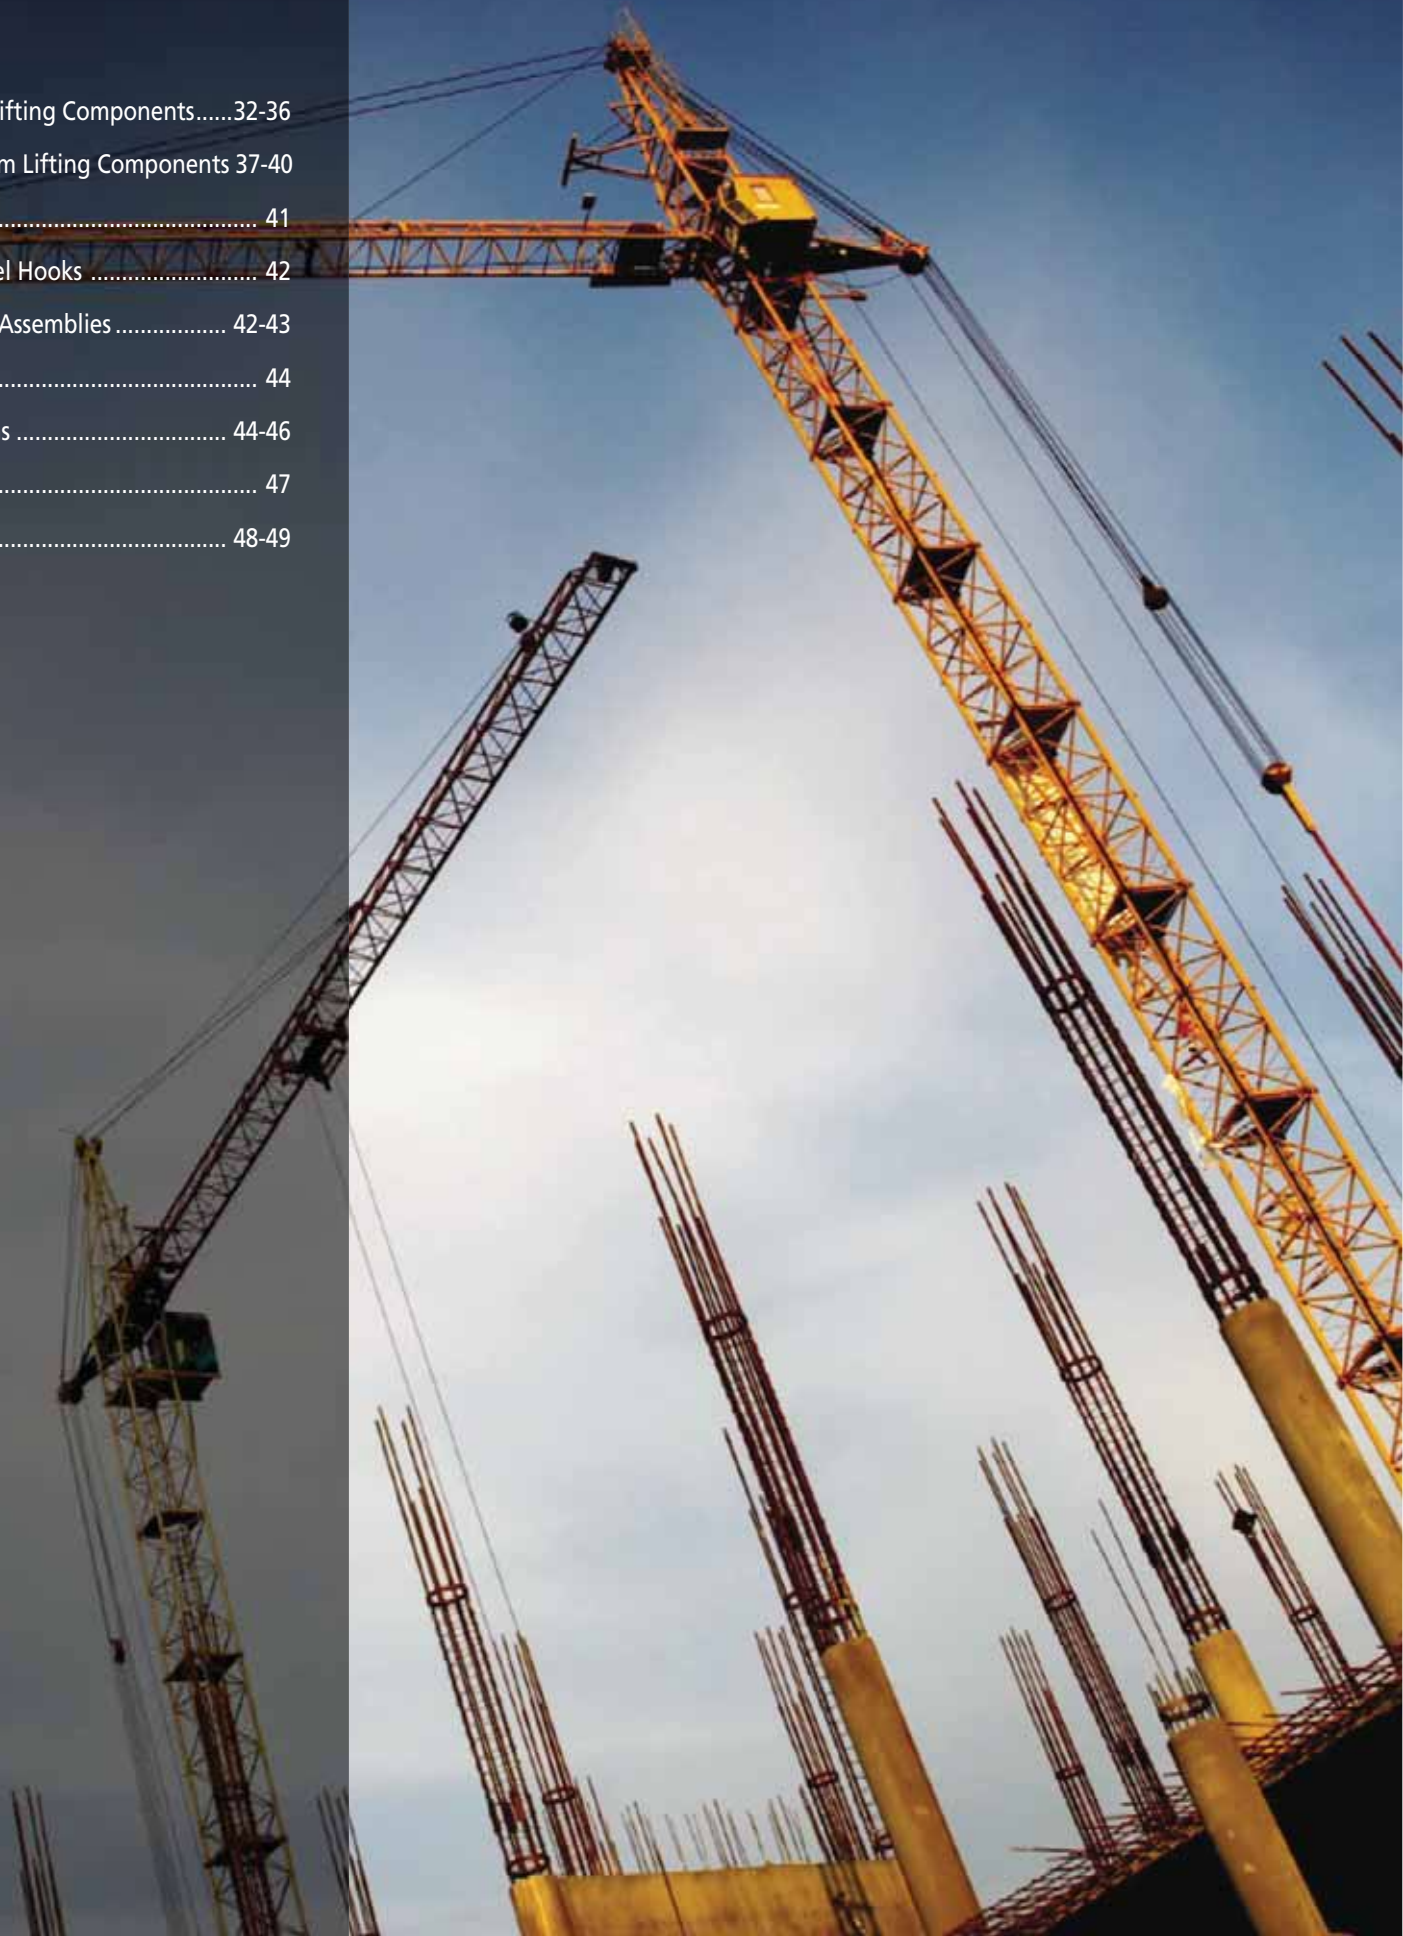 ifting Components......32-36
m Lifting Components 37-40
.......................................... 41
el Hooks ........................... 42
Assemblies.................. 42-43
.......................................... 44
s .................................. 44-46
.......................................... 47
..................................... 48-49